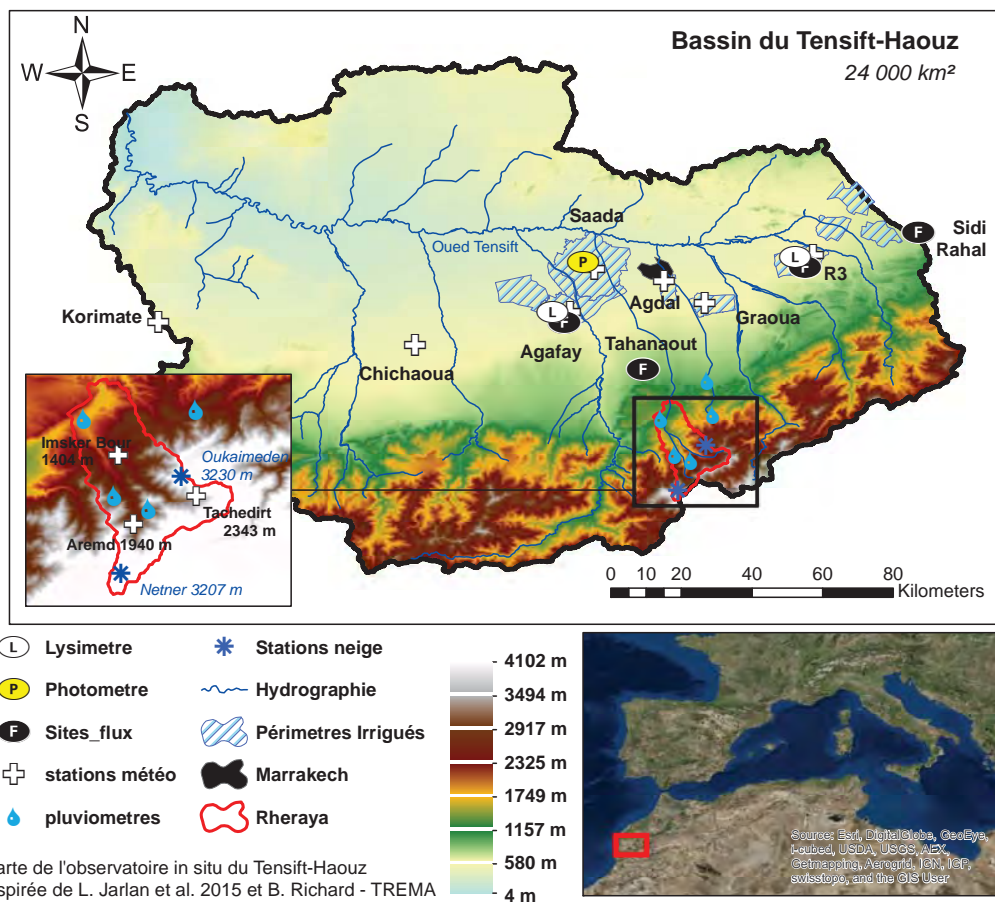 N
W E
S
Bassin du Tensift-Haouz
24 000 km²
Saada
Oued Tensift
P
L
F
R3
F
Sidi
Rahal
Agdal
Graoua
Korimate
L
F
Agafay
Tahanaout
F
Chichaoua
Imsker Bour
1404 m
Oukaimeden
3230 m
Tachedirt
2343 m
Aremd 1940 m
Netner 3207 m
0 10 20 40 60 80
Kilometers
L Lysimetre
P Photometre
F Sites_flux
stations météo
pluviometres
Stations neige
Hydrographie
Périmetres Irrigués
Marrakech
Rheraya
4102 m
3494 m
2917 m
2325 m
1749 m
1157 m
580 m
4 m
Source: Esri, DigitalGlobe, GeoEye,
i-cubed, USDA, USGS, AEX,
Getmapping, Aerogrid, IGN, IGP,
swisstopo, and the GIS User
arte de l'observatoire in situ du Tensift-Haouz
spirée de L. Jarlan et al. 2015 et B. Richard - TREMA